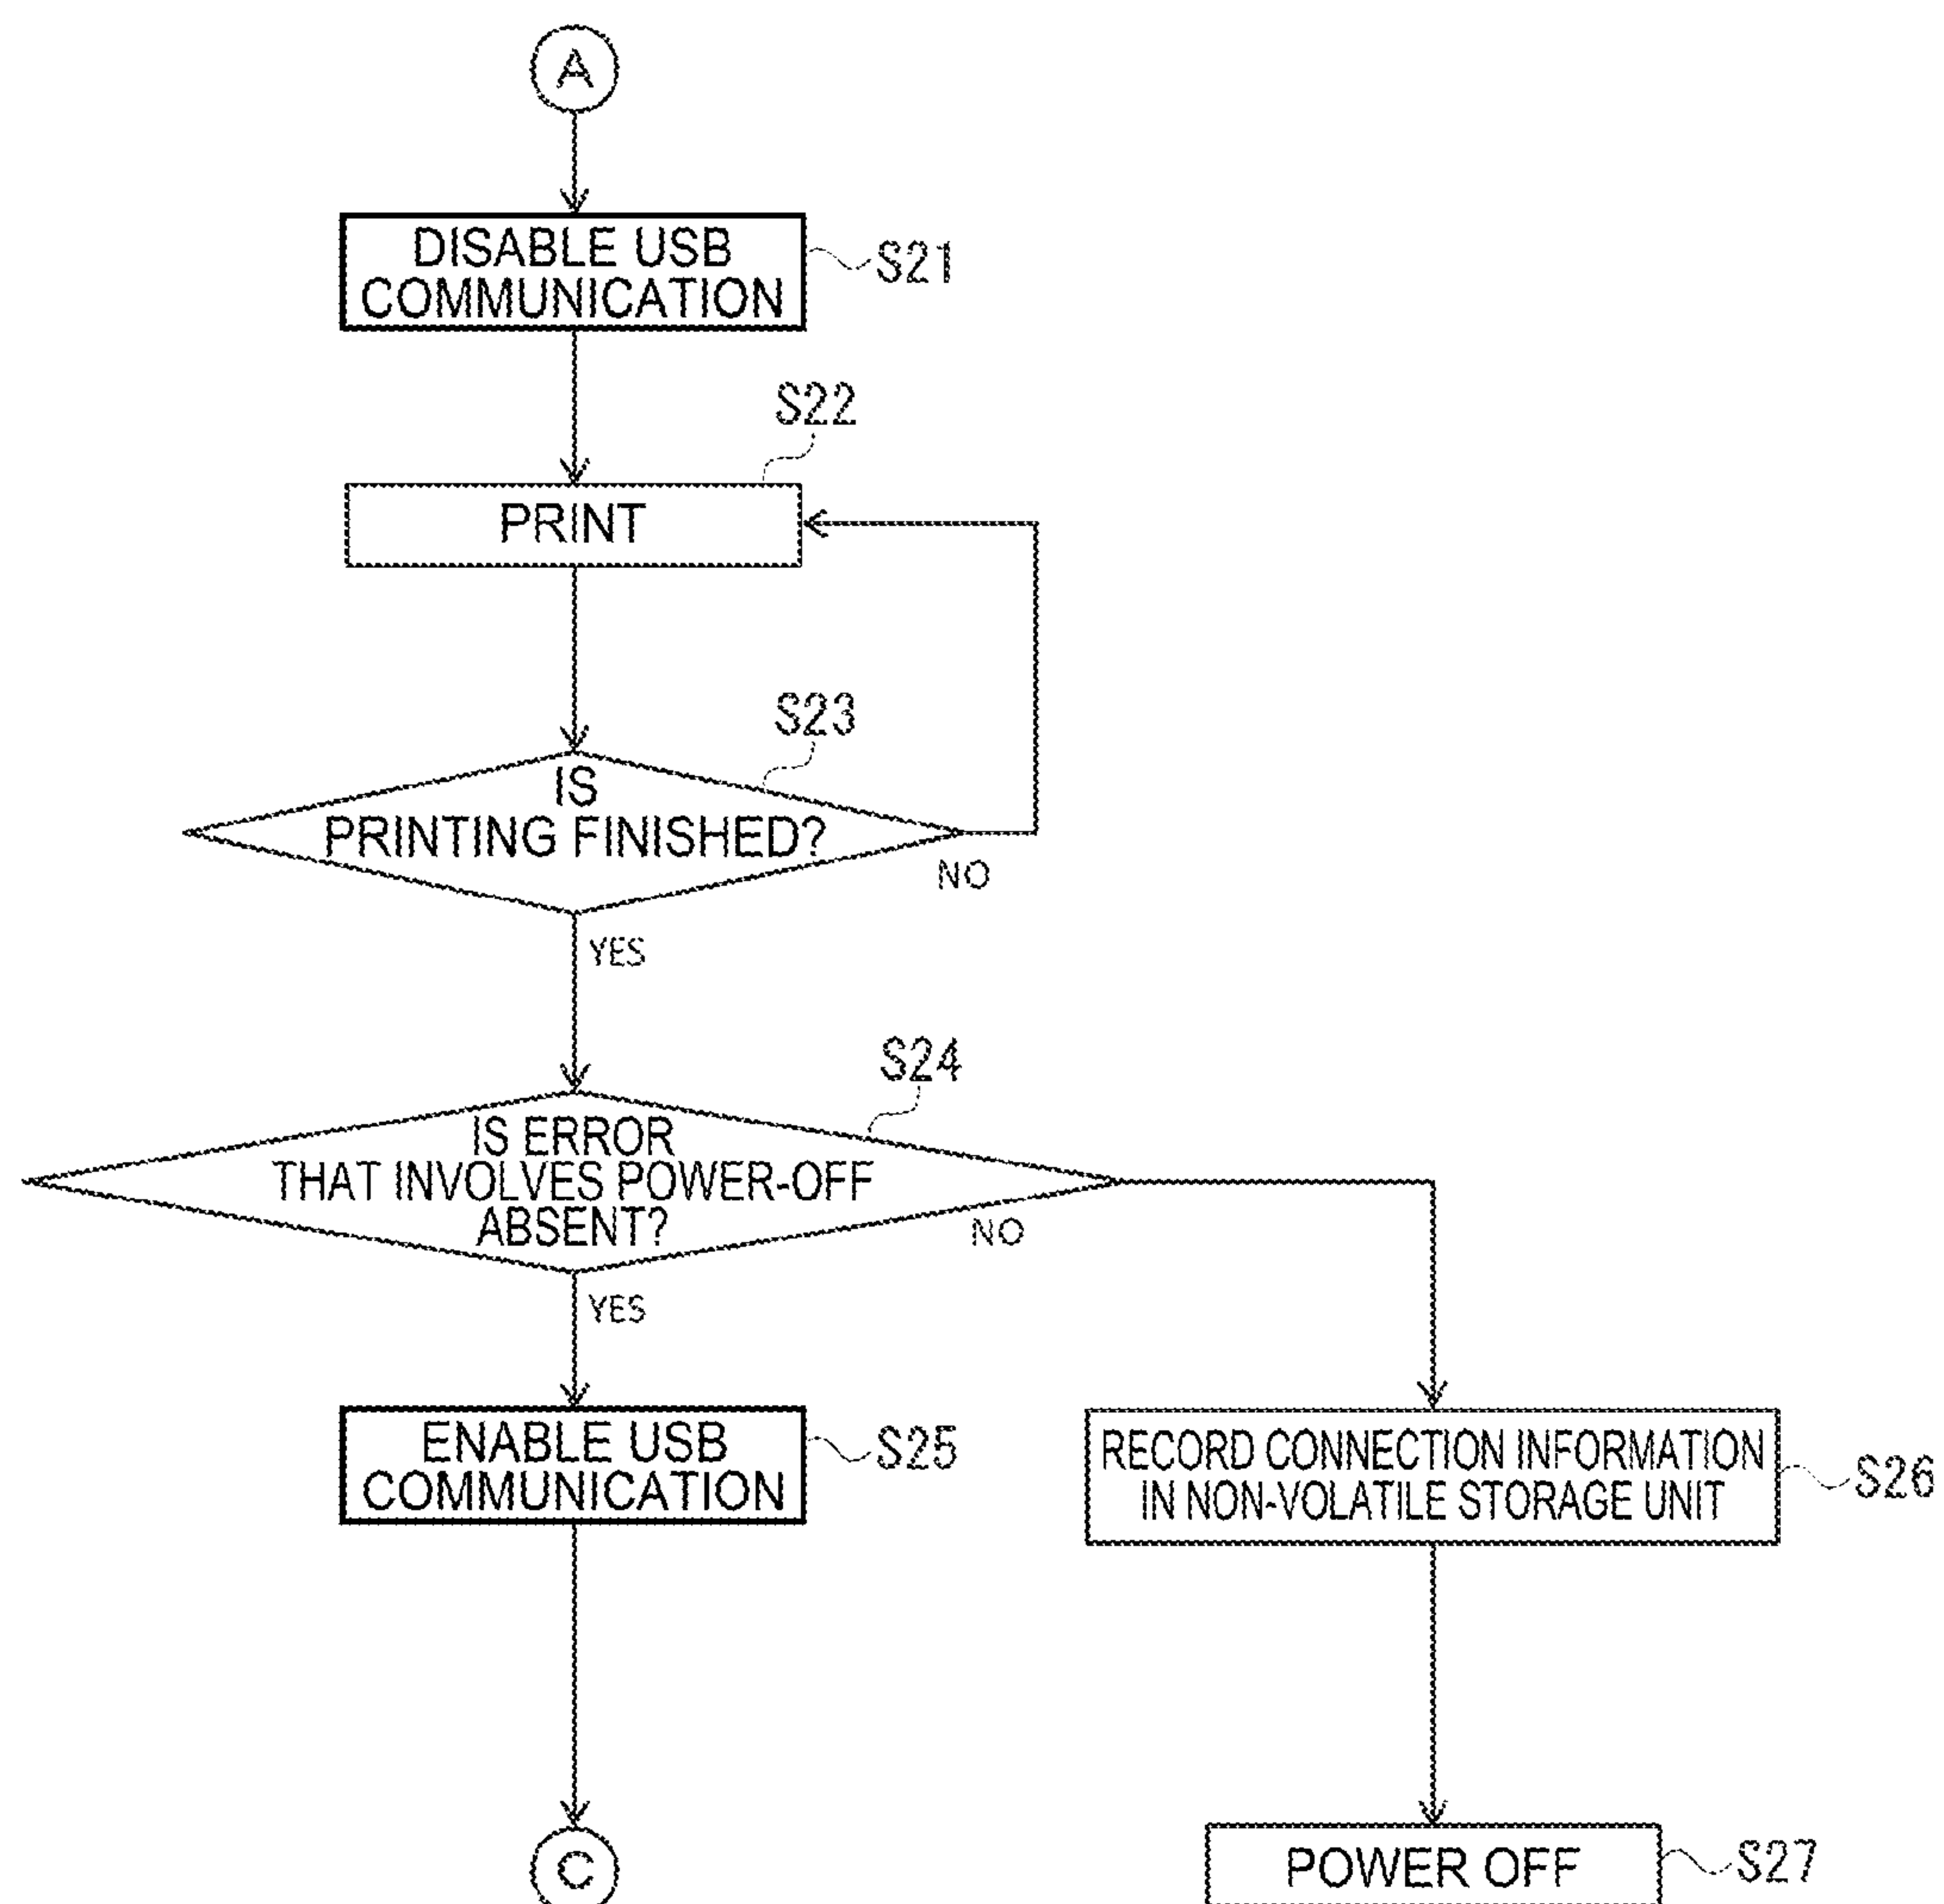 A
DISABLE USB
COMMUNICATION
S21
S22
PRINT
S23
IS
PRINTING FINISHED?
NO
YES
S24
IS ERROR
THAT INVOLVES POWER-OFF
ABSENT?
NO
YES
ENABLE USB
COMMUNICATION
S25
RECORD CONNECTION INFORMATION
IN NON-VOLATILE STORAGE UNIT
S26
C
POWER OFF
S27